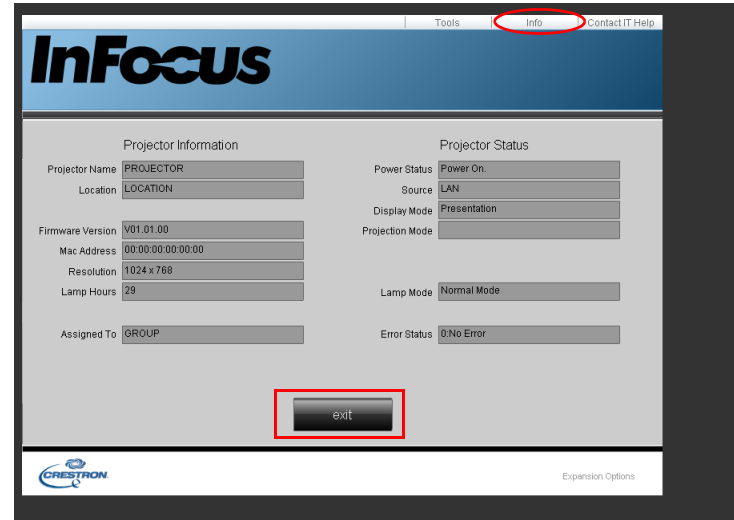 Tools Info Contact IT Help
InFocus
Projector Information
Projector Name PROJECTOR
Location LOCATION
Firmware Version V01.01.00
Mac Address 00:00:00:00:00:00
Resolution 1024 x 768
Lamp Hours 29
Assigned To GROUP
Projector Status
Power Status Power On.
Source LAN
Display Mode Presentation
Projection Mode
Lamp Mode Normal Mode
Error Status 0:No Error
exit
CRESTRON
Expansion Options